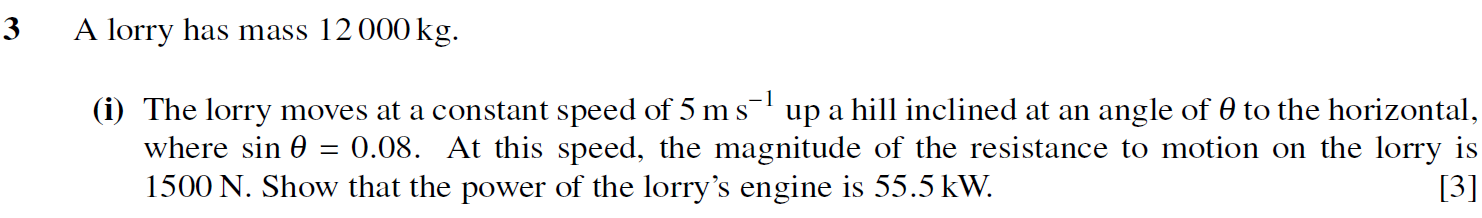 3 A lorry has mass 12 000 kg.
(i) The lorry moves at a constant speed of 5 m s⁻¹ up a hill inclined at an angle of θ to the horizontal,
where sin θ = 0.08. At this speed, the magnitude of the resistance to motion on the lorry is
1500 N. Show that the power of the lorry’s engine is 55.5 kW. [3]